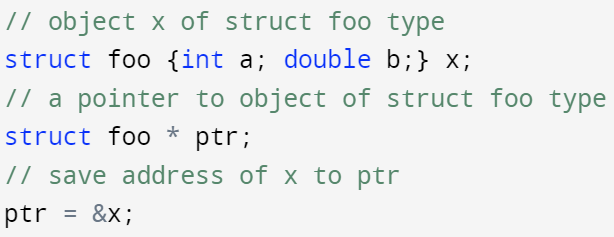 // object x of struct foo type
struct foo {int a; double b;} x;
// a pointer to object of struct foo type
struct foo * ptr;
// save address of x to ptr
ptr = &x;